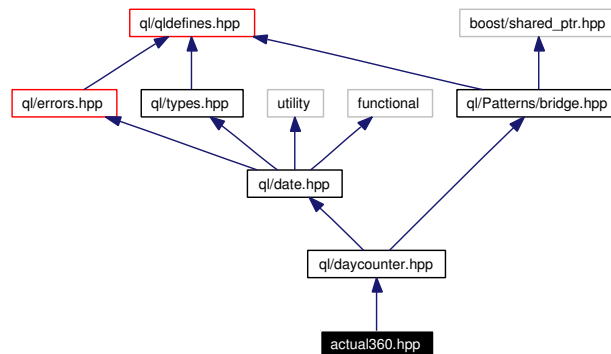 ql/qldefines.hpp
boost/shared_ptr.hpp
ql/errors.hpp
ql/types.hpp
utility
functional
ql/Patterns/bridge.hpp
ql/date.hpp
ql/daycounter.hpp
actual360.hpp